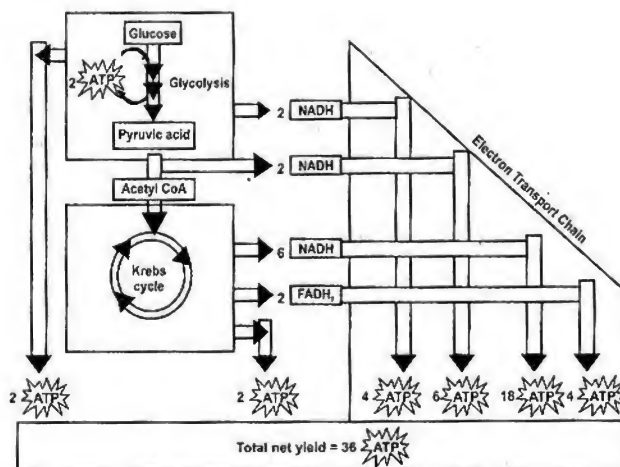 Glucose
2 ATP
Glycolysis
Pyruvic acid
2 NADH
2 NADH
Acetyl CoA
Electron Transport Chain
Krebs
cycle
6 NADH
2 FADH₂
2 ATP
2 ATP
4 ATP
6 ATP
18 ATP
4 ATP
Total net yield = 36 ATP